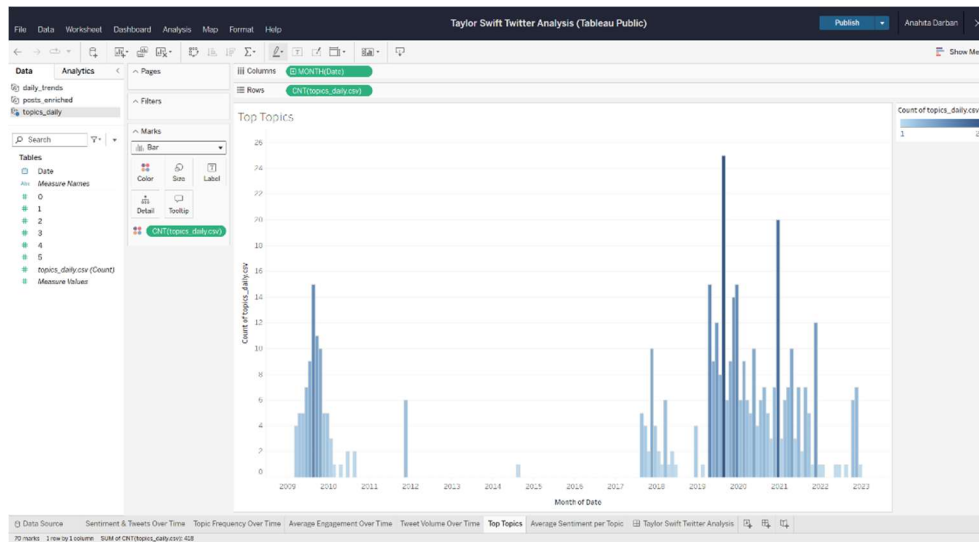 Taylor Swift Twitter Analysis (Tableau Public)
Publish
Anahita Darban
File Data Worksheet Dashboard Analysis Map Format Help
Show Me
Data Analytics
Pages
Columns MONTH(Date)
Rows CNT(topics_daily.csv)
daily_trends
posts_enriched
topics_daily
Filters
Search
Tables
Date
Abc Measure Names
0
1
2
3
4
5
topics_daily.csv (Count)
Measure Values
Marks
Bar
Color Size Label
Detail Tooltip
CNT(topics_daily.csv)
Top Topics
Count of topics_daily.csv
26
24
22
20
18
16
14
12
10
8
6
4
2
0
2009 2010 2011 2012 2013 2014 2015 2016 2017 2018 2019 2020 2021 2022 2023
Month of Date
Count of topics_daily.csv
1
Data Source Sentiment & Tweets Over Time Topic Frequency Over Time Average Engagement Over Time Tweet Volume Over Time Top Topics Average Sentiment per Topic Taylor Swift Twitter Analysis
70 marks 1 row by 1 column SUM of CNT(topics_daily.csv): 418